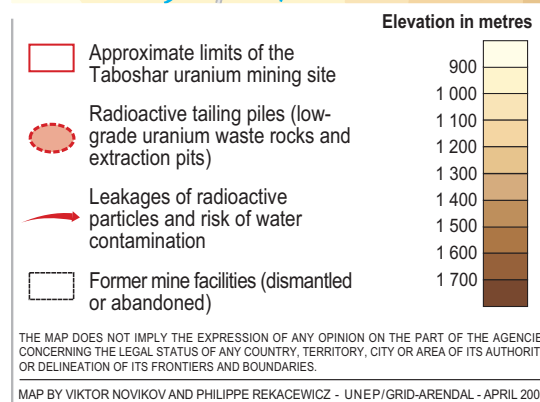 Elevation in metres
Approximate limits of the
Taboshar uranium mining site
Radioactive tailing piles (low-
grade uranium waste rocks and
extraction pits)
Leakages of radioactive
particles and risk of water
contamination
Former mine facilities (dismantled
or abandoned)
900
1 000
1 100
1 200
1 300
1 400
1 500
1 600
1 700
THE MAP DOES NOT IMPLY THE EXPRESSION OF ANY OPINION ON THE PART OF THE AGENCIE
CONCERNING THE LEGAL STATUS OF ANY COUNTRY, TERRITORY, CITY OR AREA OF ITS AUTHORIT
OR DELINEATION OF ITS FRONTIERS AND BOUNDARIES.
MAP BY VIKTOR NOVIKOV AND PHILIPPE REKACEWICZ - UNEP/GRID-ARENDAL - APRIL 200